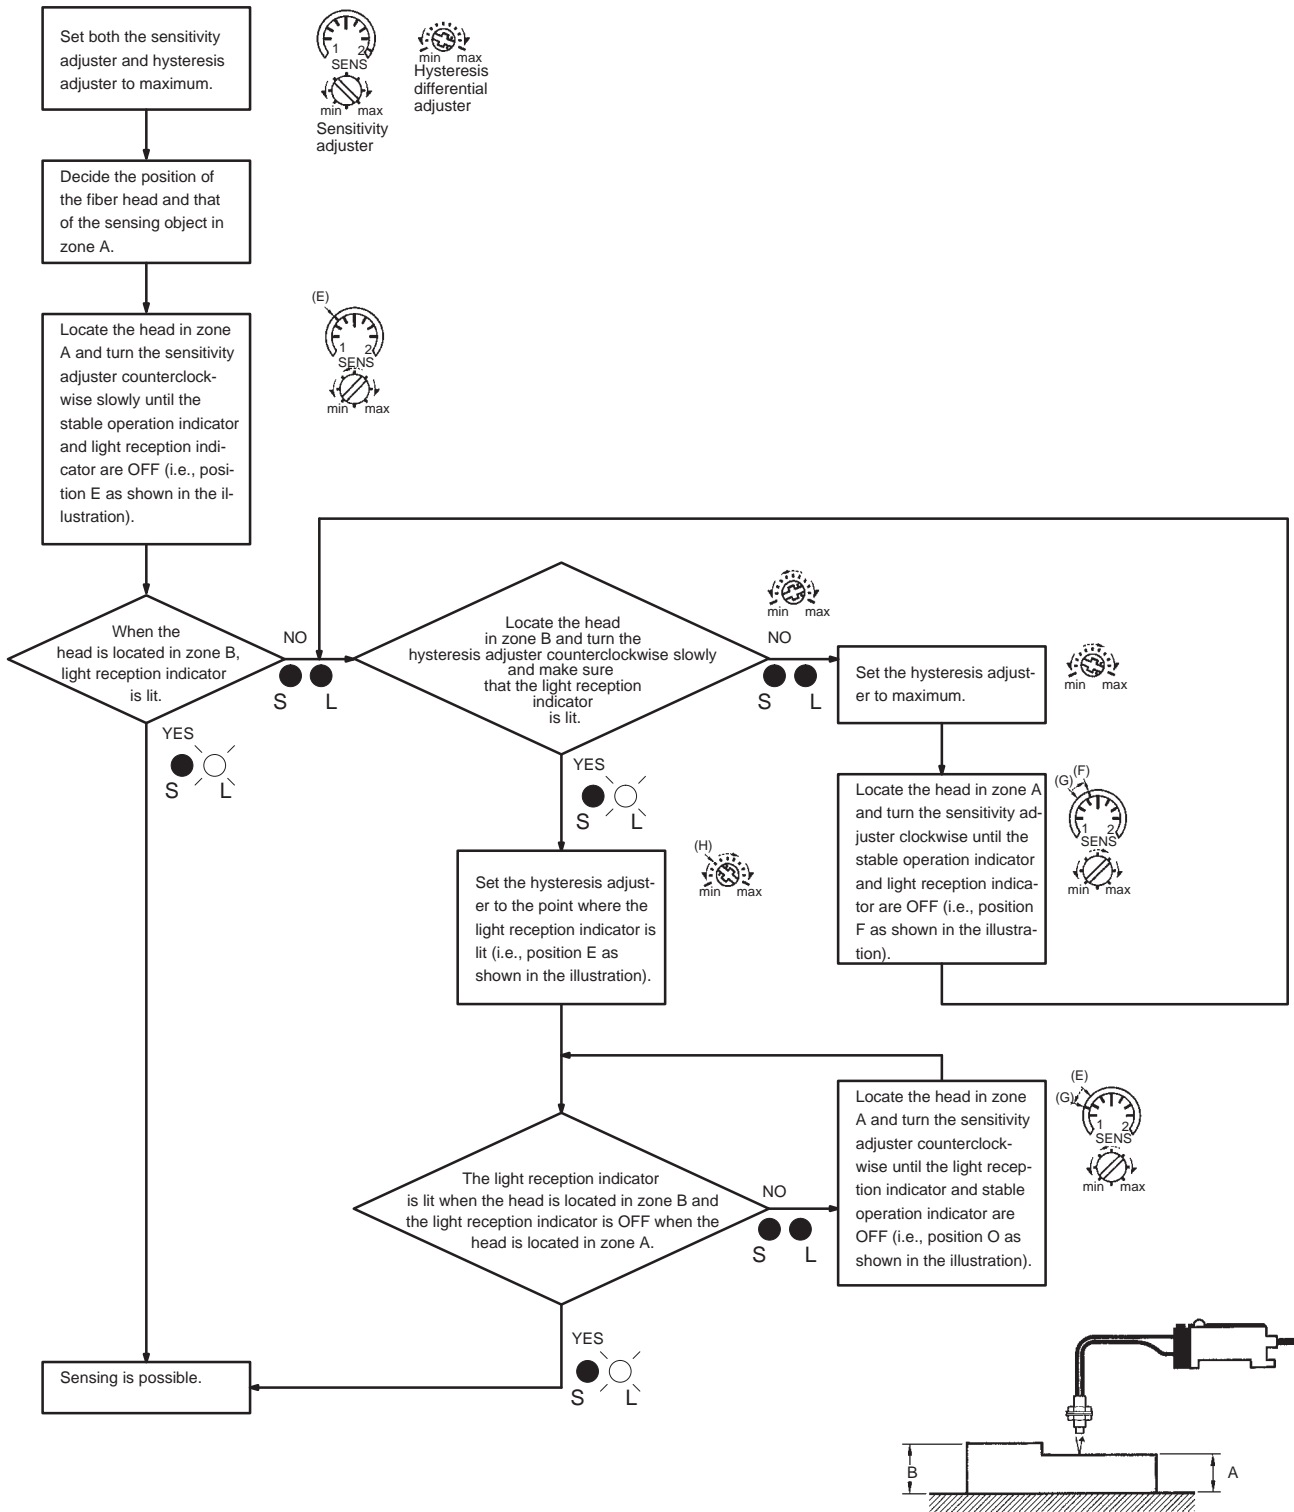 Set both the sensitivity
adjuster and hysteresis
adjuster to maximum.
1 2
SENS
min max
Sensitivity
adjuster
min max
Hysteresis
differential
adjuster
Decide the position of
the fiber head and that
of the sensing object in
zone A.
Locate the head in zone
A and turn the sensitivity
adjuster counterclock-
wise slowly until the
stable operation indicator
and light reception indi-
cator are OFF (i.e., posi-
tion E as shown in the il-
lustration).
(E)
1 2
SENS
min max
When the
head is located in zone B,
light reception indicator
is lit.
NO
S L
YES
S L
Locate the head
in zone B and turn the
hysteresis adjuster counterclockwise slowly
and make sure
that the light reception
indicator
is lit.
min max
NO
S L
YES
S L
Set the hysteresis adjust-
er to maximum.
min max
Locate the head in zone A
and turn the sensitivity ad-
juster clockwise until the
stable operation indicator
and light reception indica-
tor are OFF (i.e., position
F as shown in the illustra-
tion).
(G) (F)
1 2
SENS
min max
Set the hysteresis adjust-
er to the point where the
light reception indicator is
lit (i.e., position E as
shown in the illustration).
(H)
min max
The light reception indicator
is lit when the head is located in zone B and
the light reception indicator is OFF when the
head is located in zone A.
NO
S L
YES
S L
Locate the head in zone
A and turn the sensitivity
adjuster counterclock-
wise until the light recep-
tion indicator and stable
operation indicator are
OFF (i.e., position O as
shown in the illustration).
(E)
(G)
1 2
SENS
min max
Sensing is possible.
B A